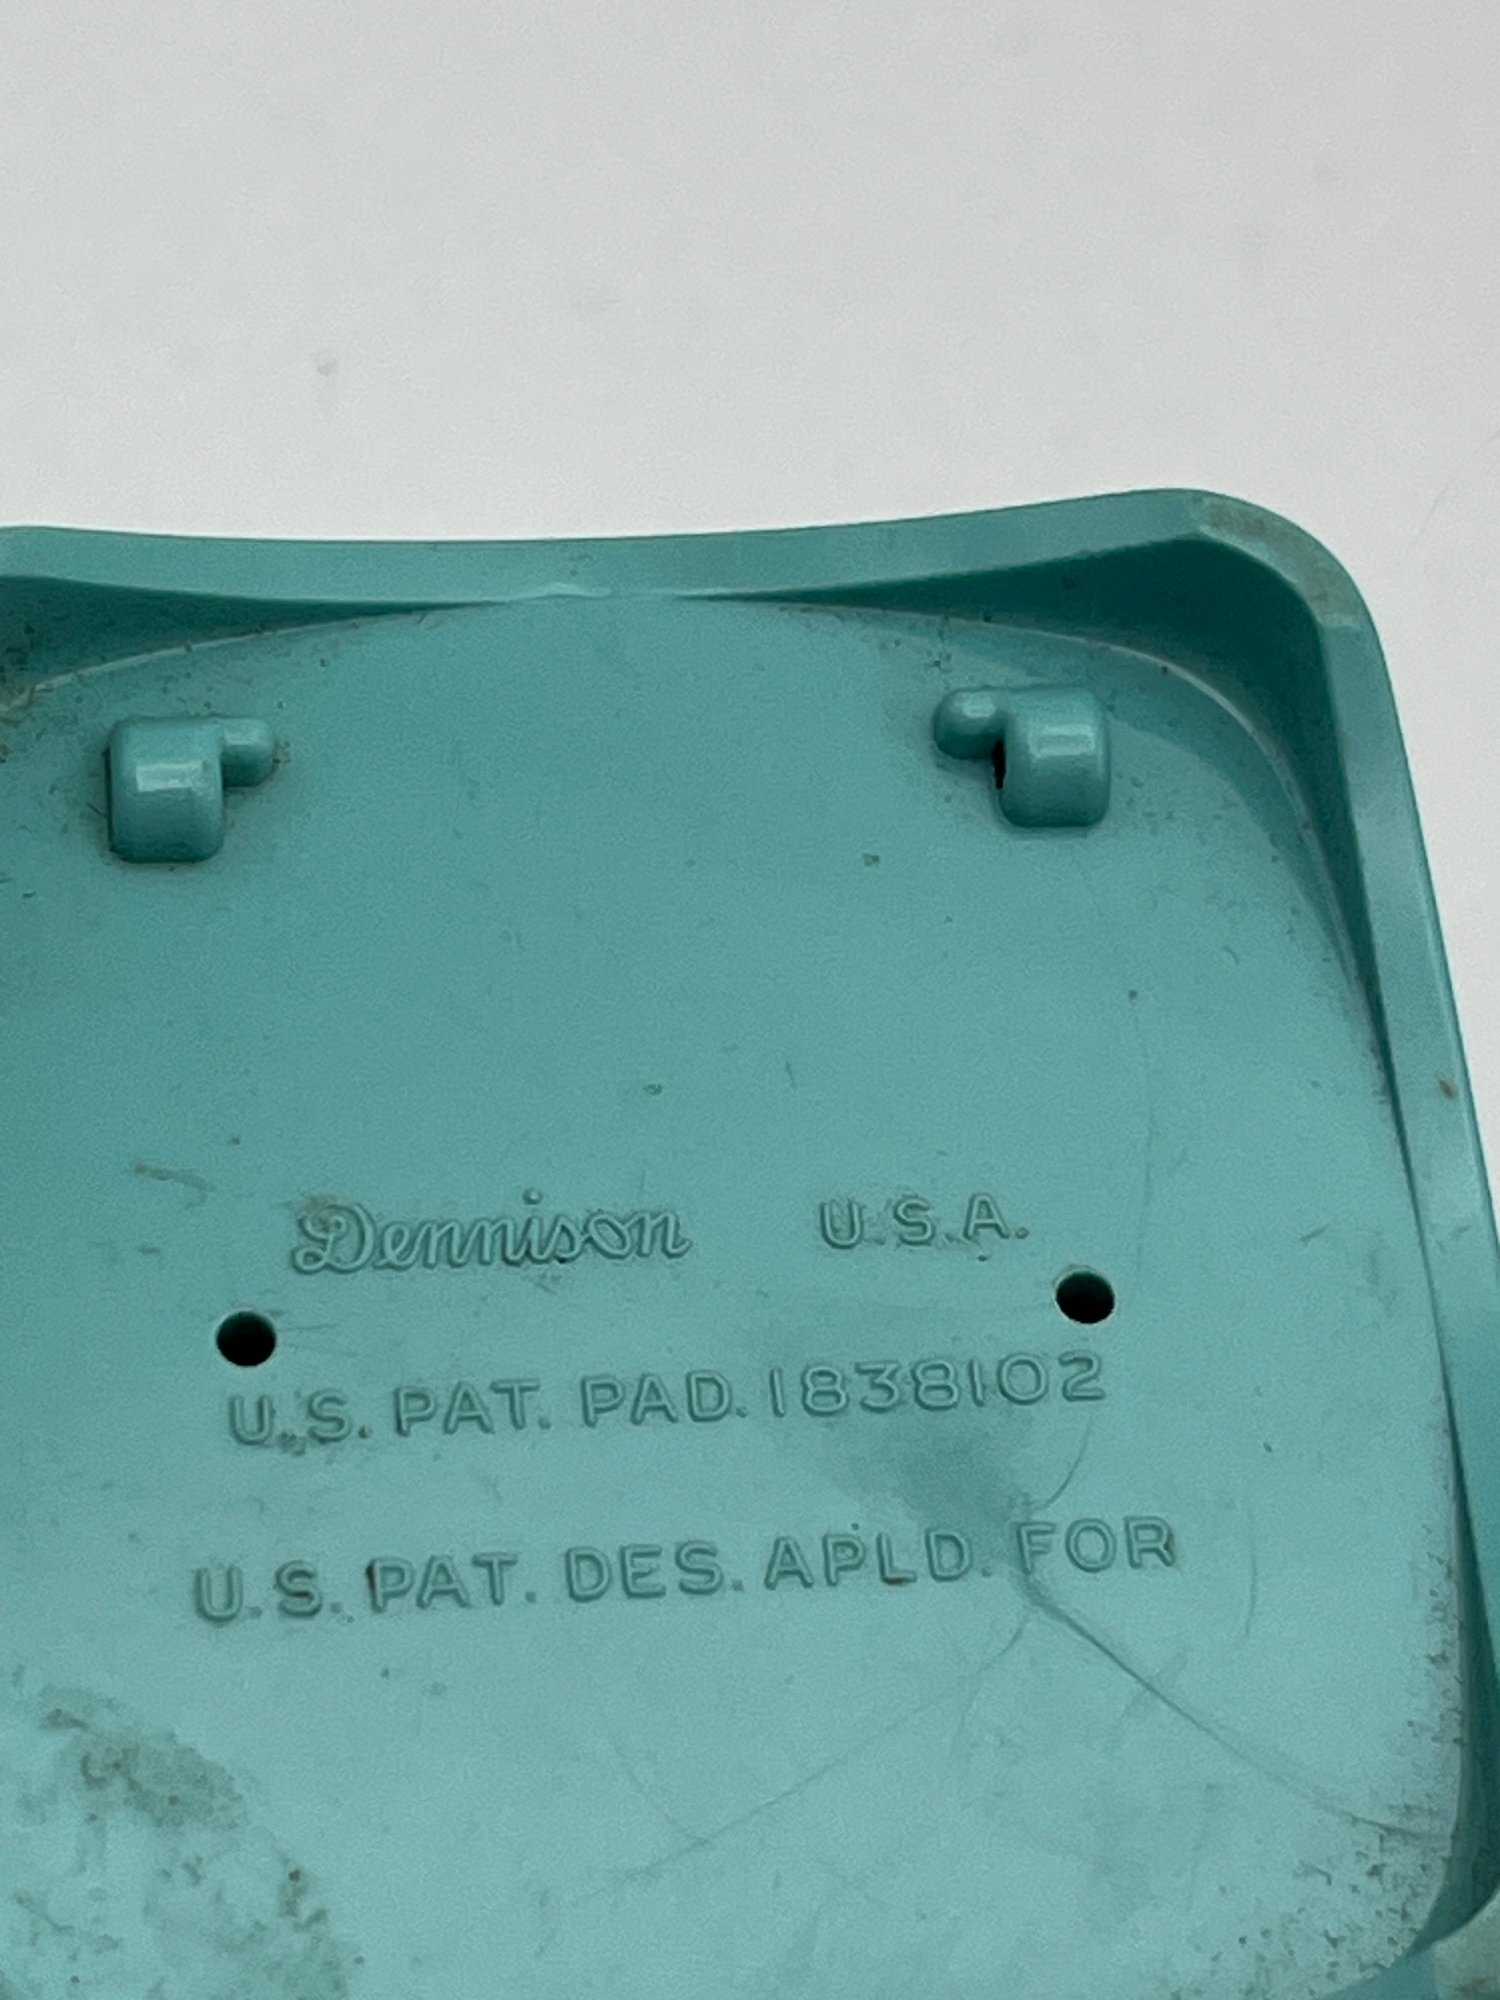 Dennison U.S.A.
U.S. PAT. PAD. 1838102
U.S. PAT. DES. APLD. FOR